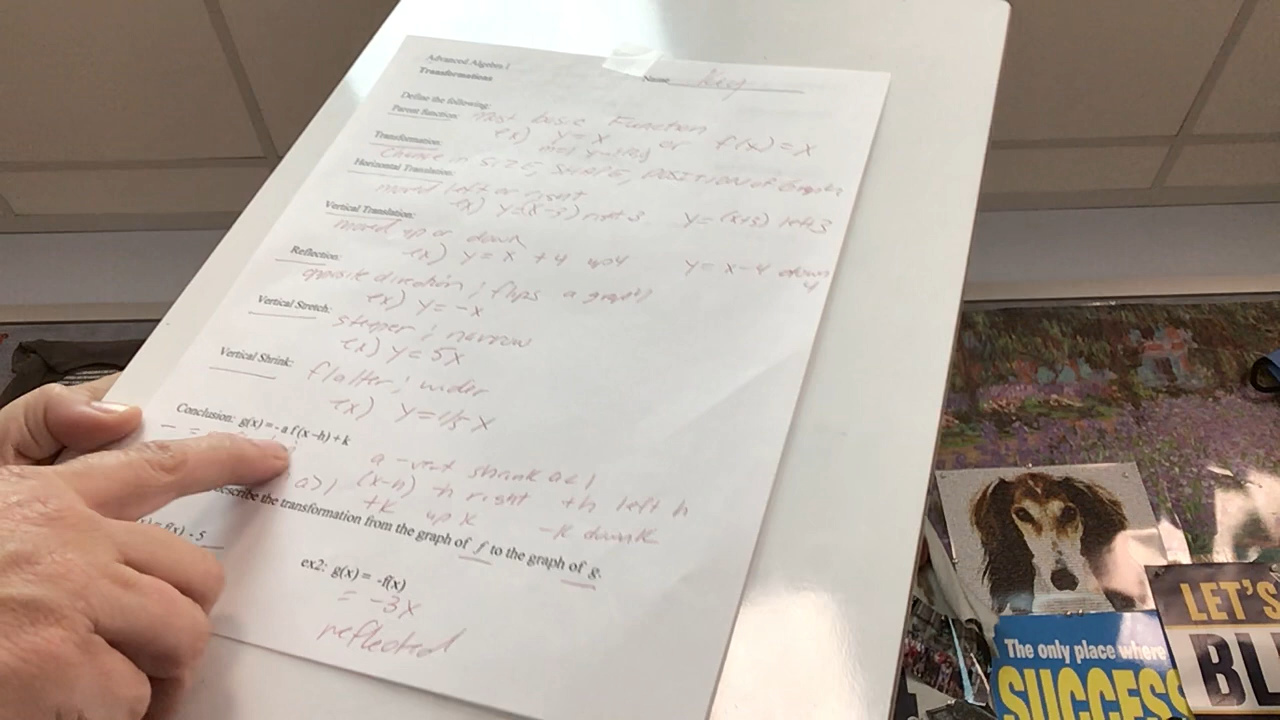 Advanced Algebra 1
Transformations
Name Key
Define the following:
Parent function: Most basic Function
ex) y = x or f(x) = x
Transformation:
Change in SIZE, SHAPE, POSITION of Graph
Horizontal Translation:
moved left or right
ex) y=(x-3) right 3 y=(x+3) left 3
Vertical Translation:
moved up or down
ex) y = x + 4 up 4 y = x - 4 down 4
Reflection:
opposite direction; flips a graph
ex) y = -x
Vertical Stretch:
steeper; narrow
ex) y = 5x
Vertical Shrink:
flatter; wider
ex) y = 1/5 x
Conclusion: g(x) = - a f (x - h) + k
a - vert shrink a<1
a>1 (x-h) -h right +h left h
+k up k -k down k
describe the transformation from the graph of f to the graph of g.
= f(x) - 5
ex2: g(x) = -f(x)
= -3x
reflected
The only place where
SUCCESS
LET'S
BL